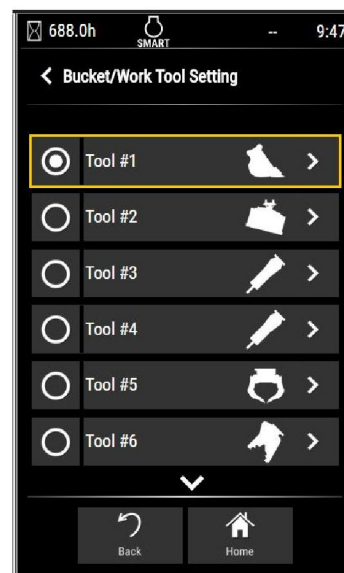 688.0h SMART -- 9:47
Bucket/Work Tool Setting
Tool #1
Tool #2
Tool #3
Tool #4
Tool #5
Tool #6
Back Home